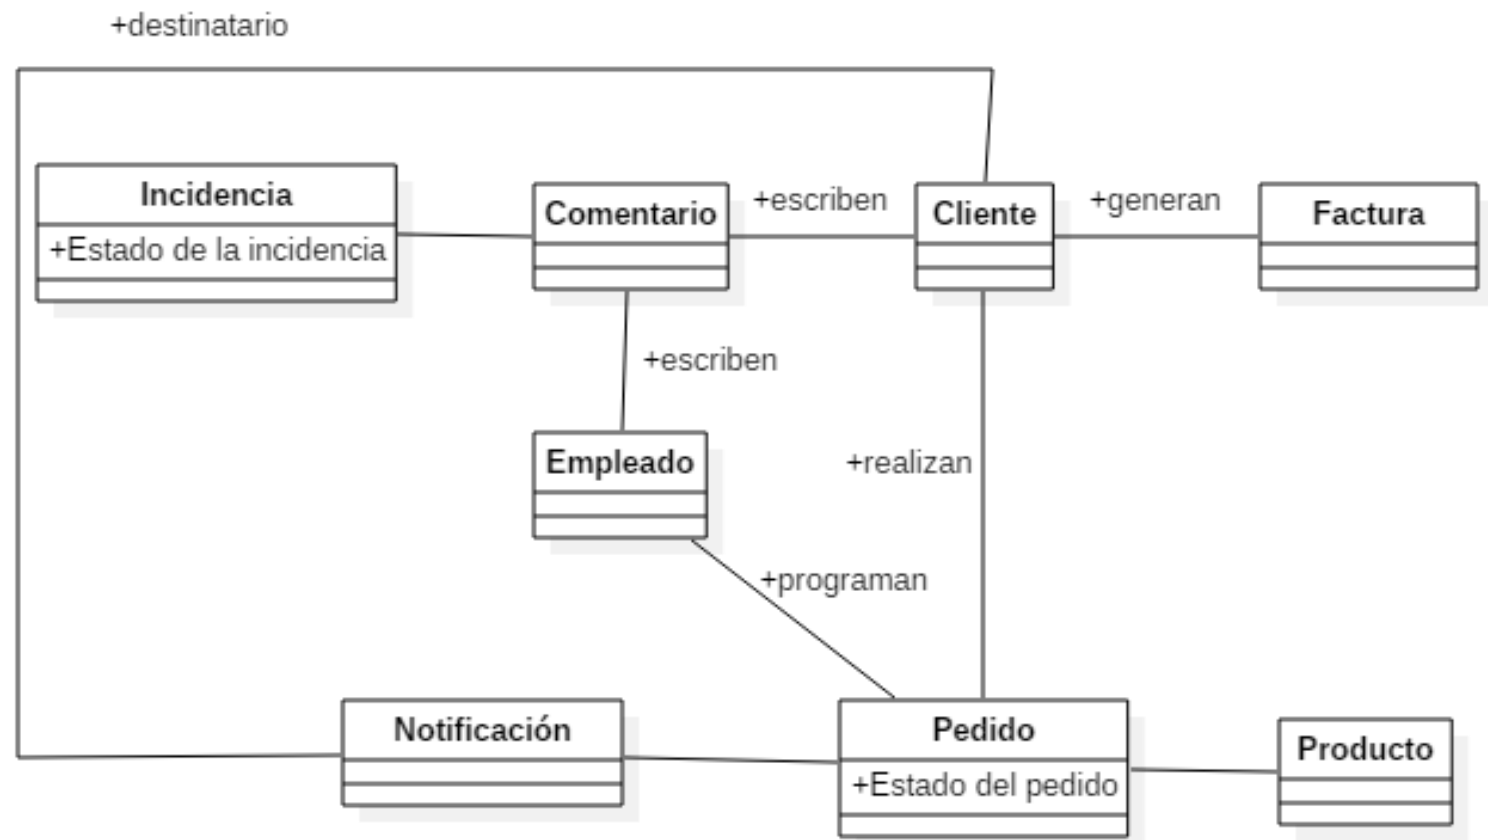 +destinatario
Incidencia
+Estado de la incidencia
Comentario
+escriben
Cliente
+generan
Factura
+escriben
Empleado
+realizan
+programan
Notificación
Pedido
+Estado del pedido
Producto